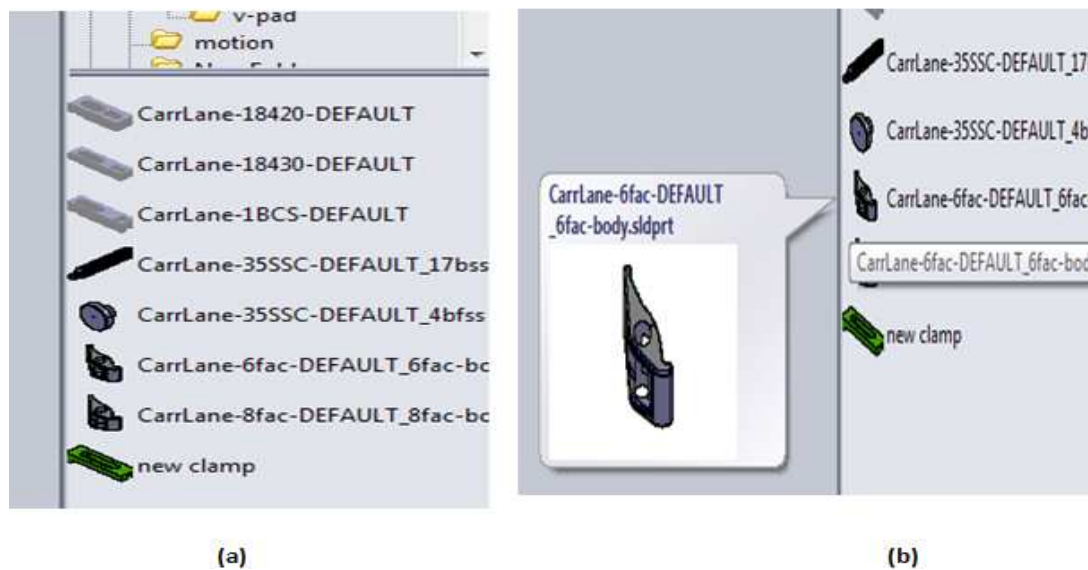 v-pad
motion
CarrLane-18420-DEFAULT
CarrLane-18430-DEFAULT
CarrLane-1BCS-DEFAULT
CarrLane-35SSC-DEFAULT_17bss
CarrLane-35SSC-DEFAULT_4bfss
CarrLane-6fac-DEFAULT_6fac-bo
CarrLane-8fac-DEFAULT_8fac-bo
new clamp
(a)
CarrLane-35SSC-DEFAULT_17
CarrLane-35SSC-DEFAULT_4b
CarrLane-6fac-DEFAULT_6fac
CarrLane-6fac-DEFAULT_6fac-bod
new clamp
CarrLane-6fac-DEFAULT
_6fac-body.sldprt
(b)